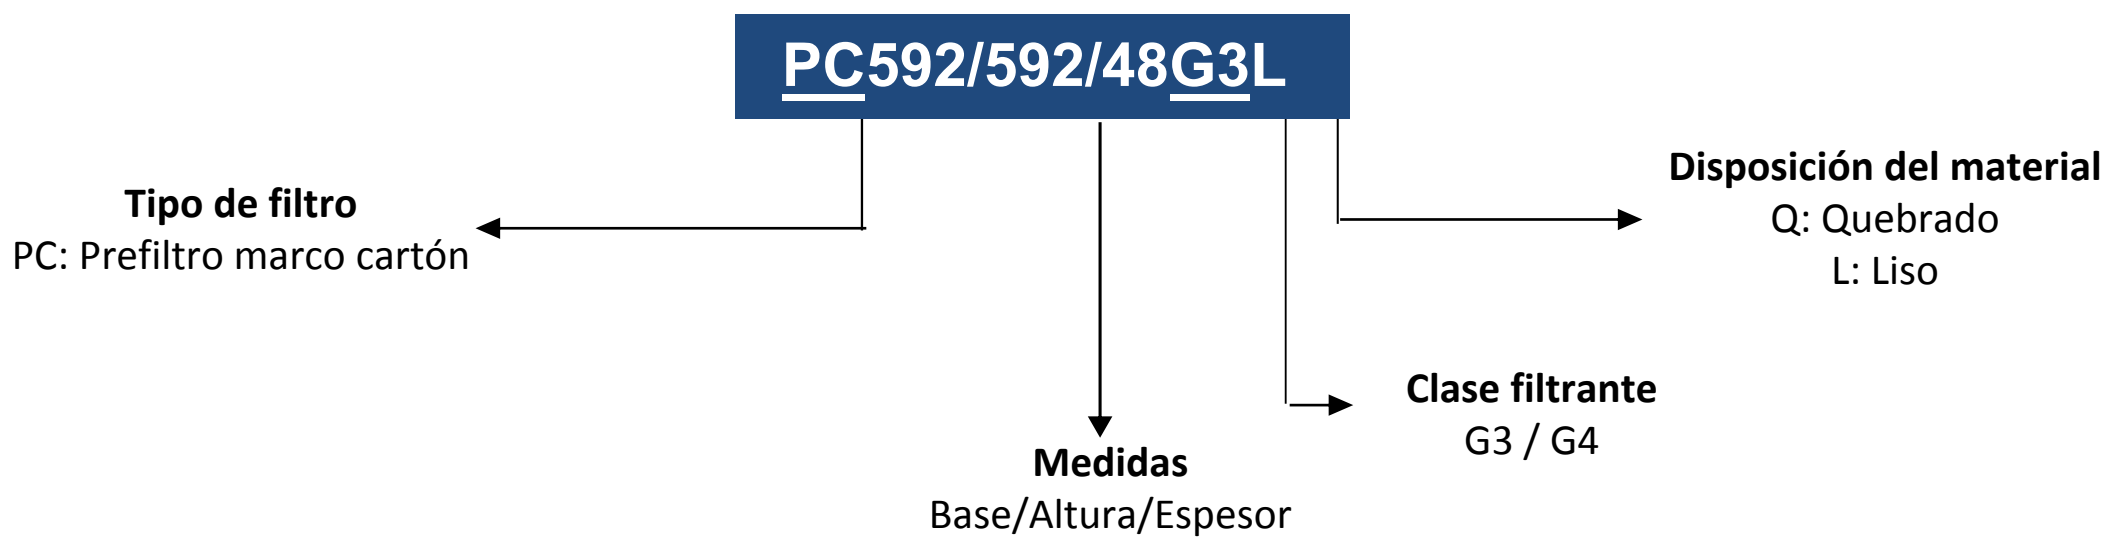 PC592/592/48G3L
Tipo de filtro
PC: Prefiltro marco cartón
Disposición del material
Q: Quebrado
L: Liso
Clase filtrante
G3 / G4
Medidas
Base/Altura/Espesor